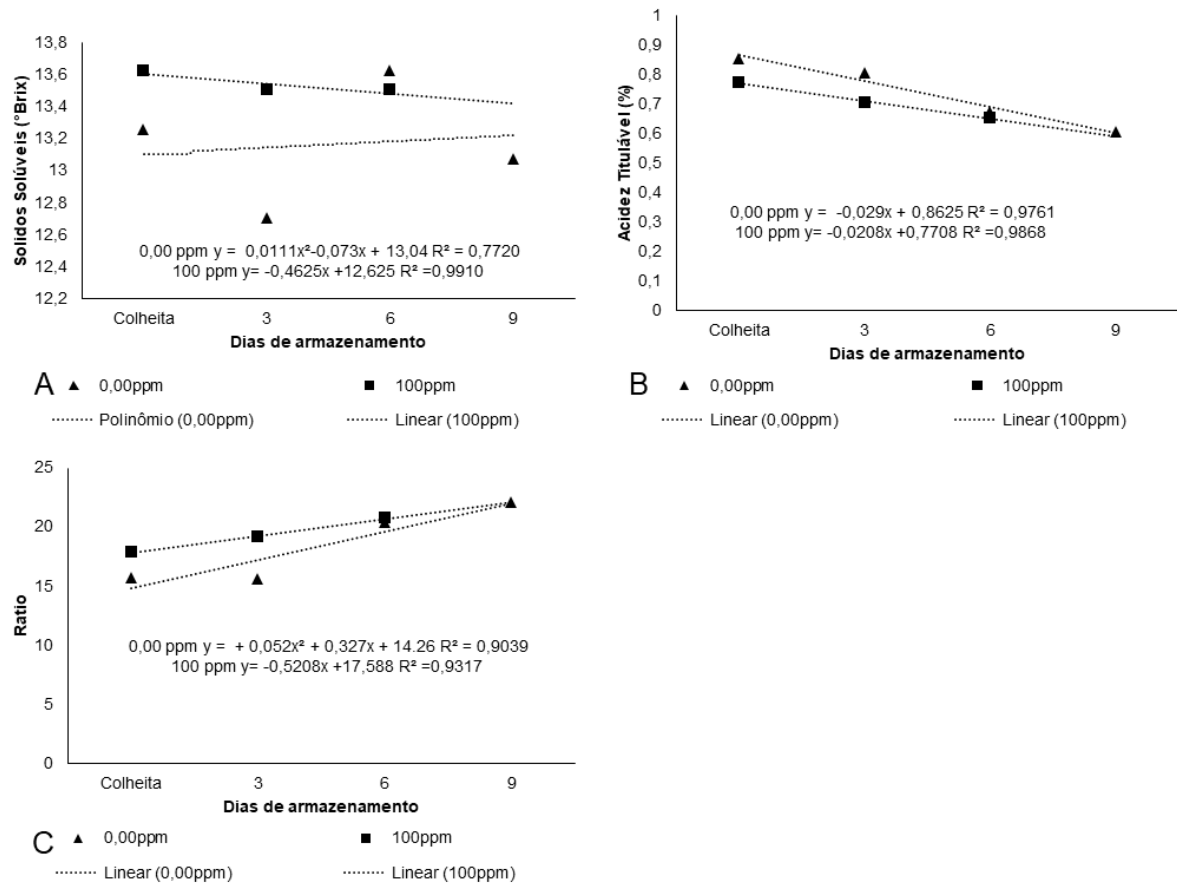 Solidos Solúveis (°Brix)
13,8
13,6
13,4
13,2
13
12,8
12,6
12,4
12,2
0,00 ppm y = 0,0111x²-0,073x + 13,04 R² = 0,7720
100 ppm y= -0,4625x +12,625 R² =0,9910
Colheita 3 6 9
Dias de armazenamento
A
0,00ppm 100ppm
Polinômio (0,00ppm) Linear (100ppm)
Acidez Titulável (%)
1
0,9
0,8
0,7
0,6
0,5
0,4
0,3
0,2
0,1
0
0,00 ppm y = -0,029x + 0,8625 R² = 0,9761
100 ppm y= -0,0208x +0,7708 R² =0,9868
Colheita 3 6 9
Dias de armazenamento
B
0,00ppm 100ppm
Linear (0,00ppm) Linear (100ppm)
Ratio
25
20
15
10
5
0
0,00 ppm y = + 0,052x² + 0,327x + 14.26 R² = 0,9039
100 ppm y= -0,5208x +17,588 R² =0,9317
Colheita 3 6 9
Dias de armazenamento
C
0,00ppm 100ppm
Linear (0,00ppm) Linear (100ppm)